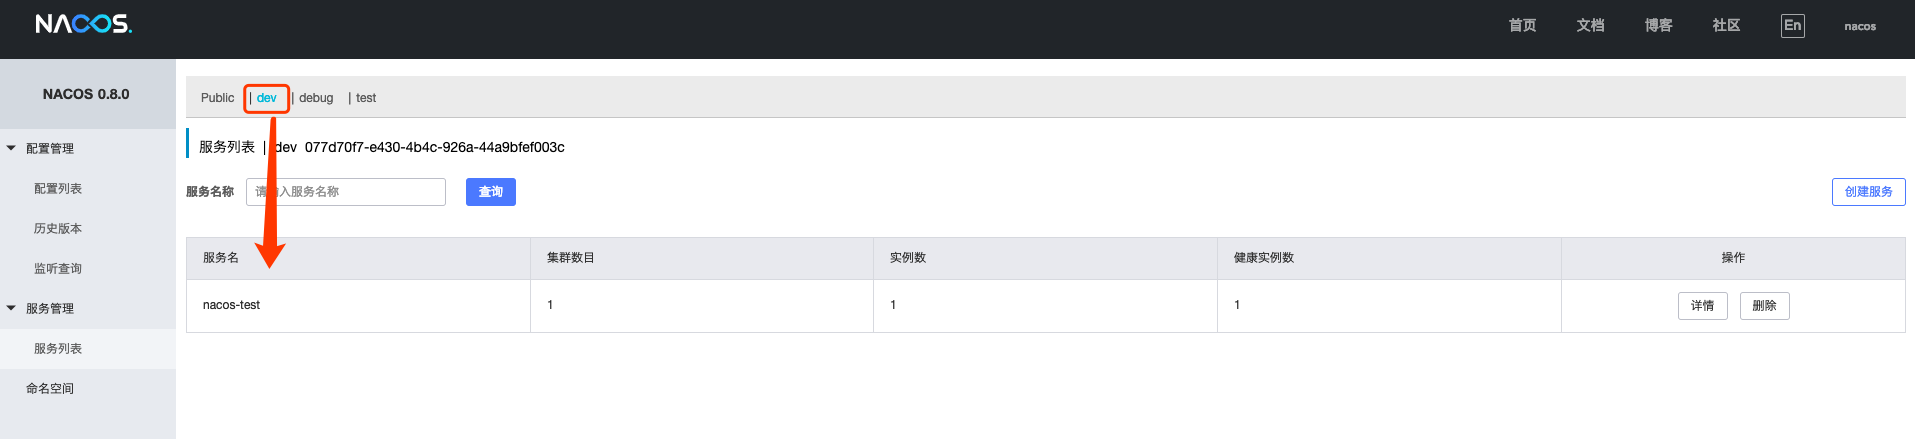 NACOS.
首页 文档 博客 社区 En nacos
NACOS 0.8.0
配置管理
配置列表
历史版本
监听查询
服务管理
服务列表
命名空间
Public | dev | debug | test
服务列表 | dev 077d70f7-e430-4b4c-926a-44a9bfef003c
服务名称 请输入服务名称 查询 创建服务
服务名 集群数目 实例数 健康实例数 操作
nacos-test 1 1 1 详情 删除